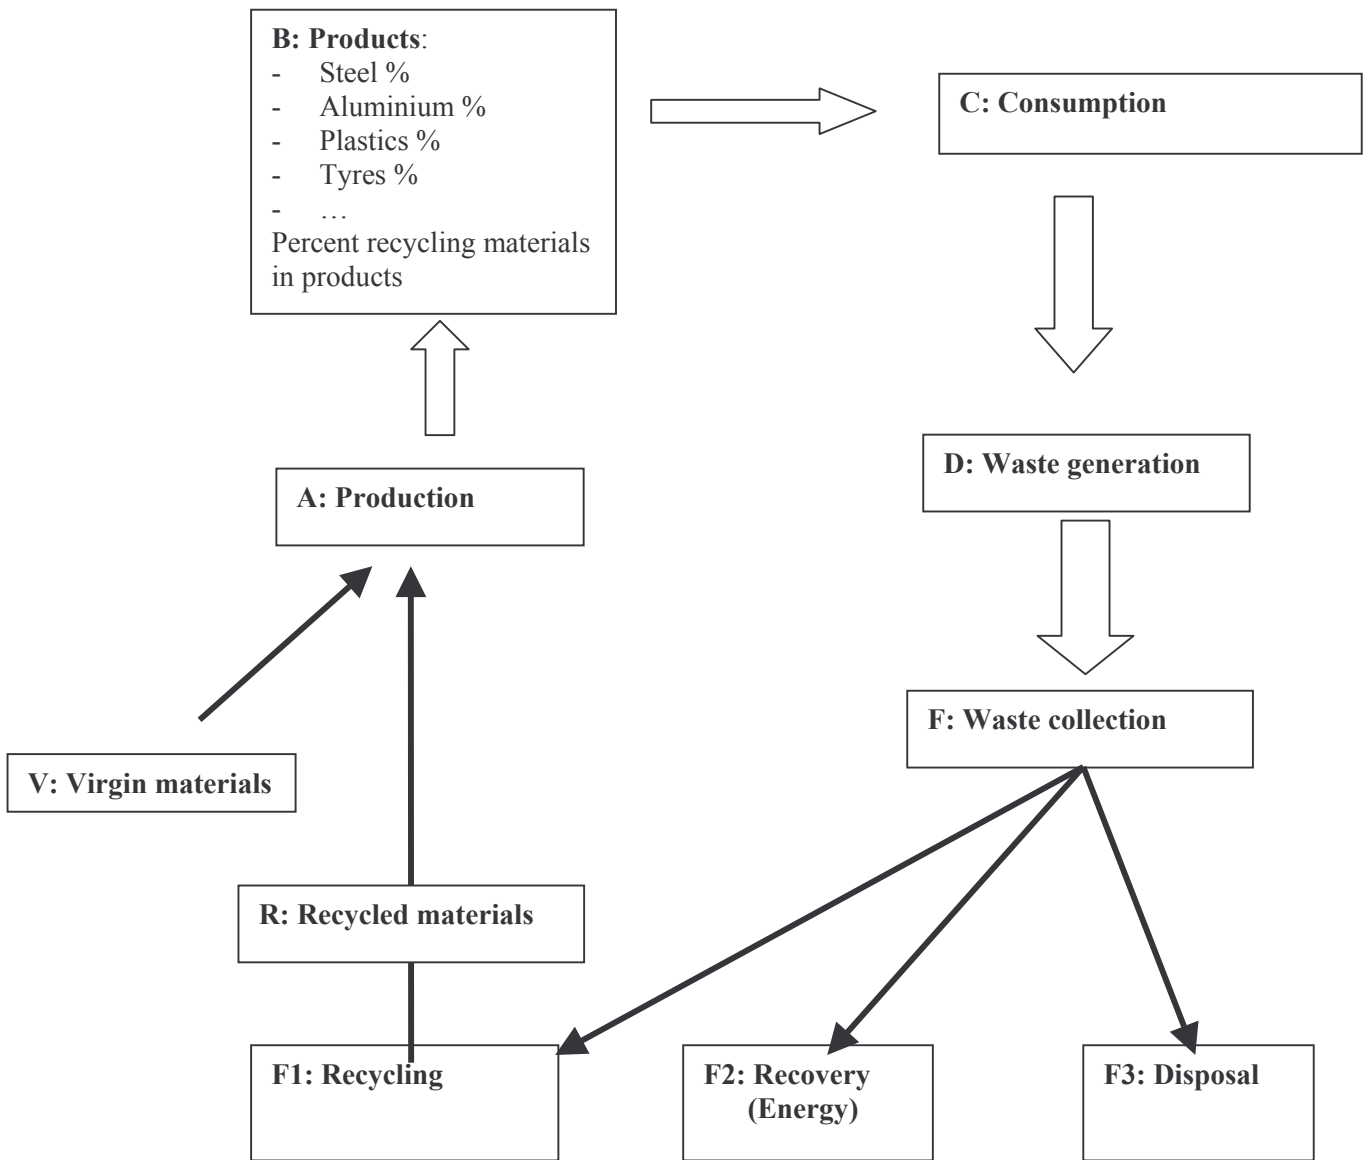 B: Products:
- Steel %
- Aluminium %
- Plastics %
- Tyres %
- …
Percent recycling materials
in products
C: Consumption
D: Waste generation
A: Production
F: Waste collection
V: Virgin materials
R: Recycled materials
F1: Recycling
F2: Recovery
(Energy)
F3: Disposal